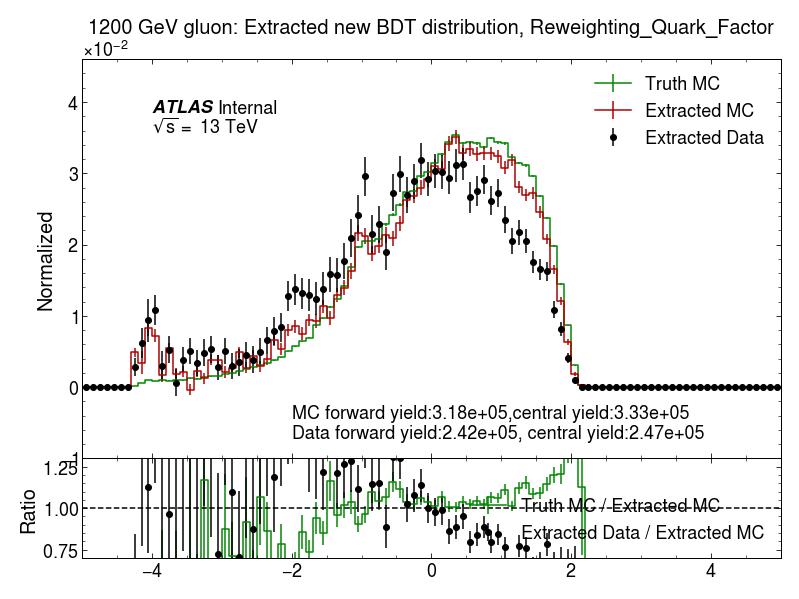 1200 GeV gluon: Extracted new BDT distribution, Reweighting_Quark_Factor
×10⁻²
ATLAS Internal
√s = 13 TeV
Truth MC
Extracted MC
Extracted Data
Normalized
4
3
2
1
0
MC forward yield:3.18e+05,central yield:3.33e+05
Data forward yield:2.42e+05, central yield:2.47e+05
Ratio
1.25
1.00
0.75
Truth MC / Extracted MC
Extracted Data / Extracted MC
−4 −2 0 2 4